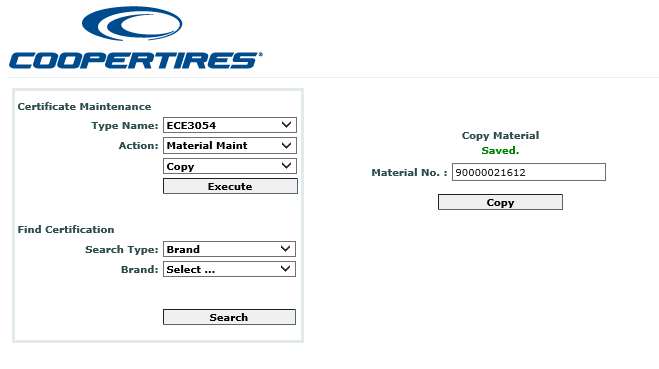 COOPERTIRES®
Certificate Maintenance
Type Name: ECE3054
Action: Material Maint
Copy
Execute
Find Certification
Search Type: Brand
Brand: Select ...
Search
Copy Material
Saved.
Material No. : 90000021612
Copy